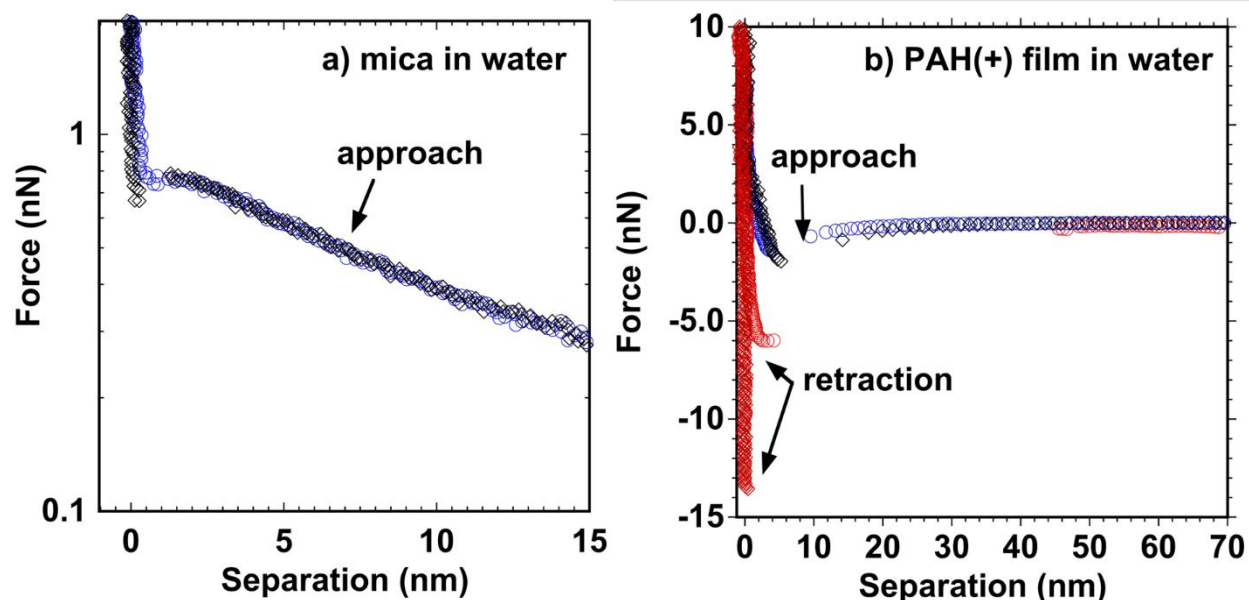 a) mica in water
approach
1
0.1
Force (nN)
0
5
10
15
Separation (nm)
b) PAH(+) film in water
approach
retraction
10
5.0
0.0
-5.0
-10
-15
Force (nN)
0
10
20
30
40
50
60
70
Separation (nm)